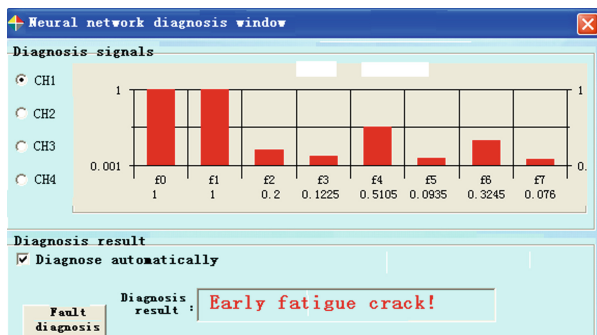 Neural network diagnosis window
Diagnosis signals
CH1
CH2
CH3
CH4
1 1
0.001 0.
f0 f1 f2 f3 f4 f5 f6 f7
1 1 0.2 0.1225 0.5105 0.0935 0.3245 0.076
Diagnosis result
Diagnose automatically
Diagnosis
result :
Early fatigue crack!
Fault
diagnosis